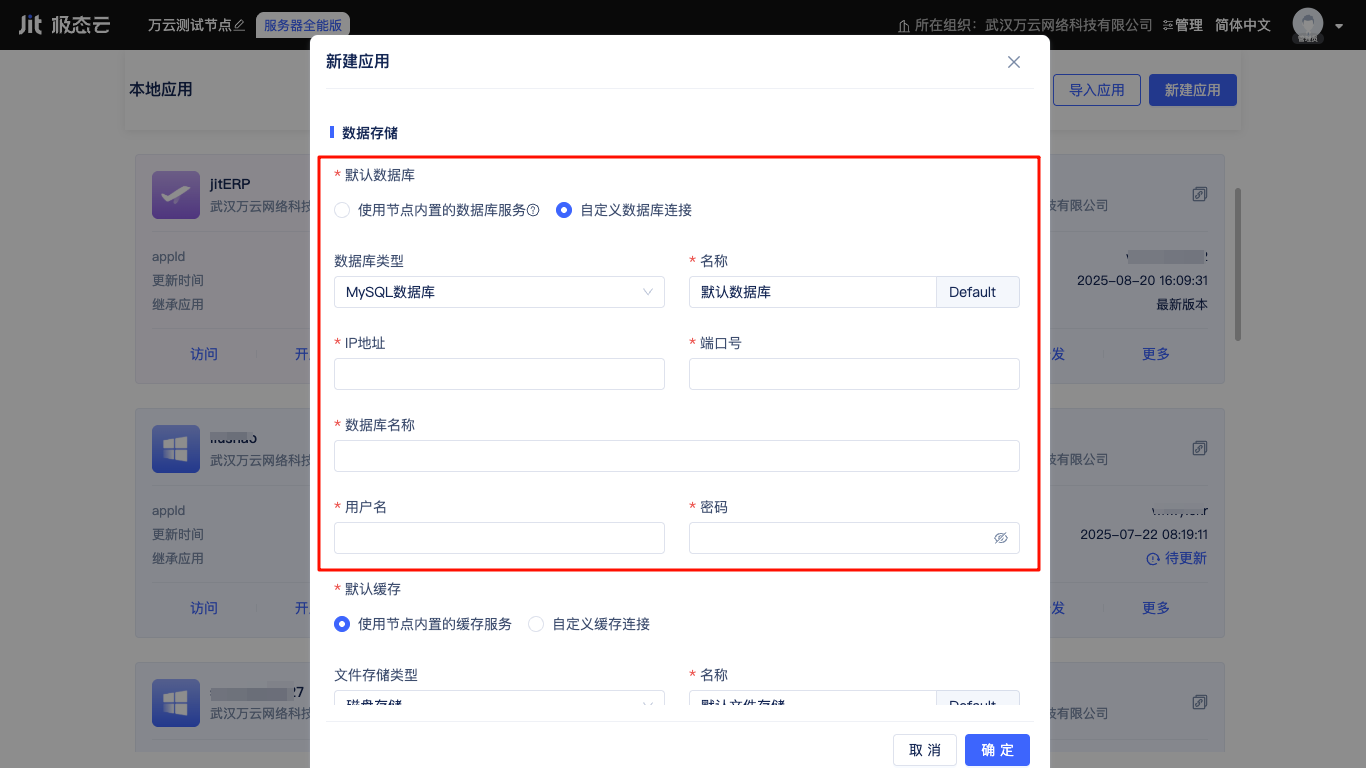 Jit 极态云 万云测试节点 服务器全能版 所在组织：武汉万云网络科技有限公司 管理 简体中文
新建应用
本地应用 导入应用 新建应用
数据存储
* 默认数据库
使用节点内置的数据库服务 自定义数据库连接
数据库类型 * 名称
MySQL数据库 默认数据库 Default
* IP地址 * 端口号
* 数据库名称
* 用户名 * 密码
* 默认缓存
使用节点内置的缓存服务 自定义缓存连接
文件存储类型 * 名称
磁盘存储 默认文件存储 Default
取 消 确 定
jitERP
武汉万云网络科技
appId
更新时间
继承应用
访问 开
技有限公司
2025-08-20 16:09:31
最新版本
发 更多
武汉万云网络科技
appId
更新时间
继承应用
访问 开
技有限公司
2025-07-22 08:19:11
待更新
发 更多
27
武汉万云网络科技
技有限公司